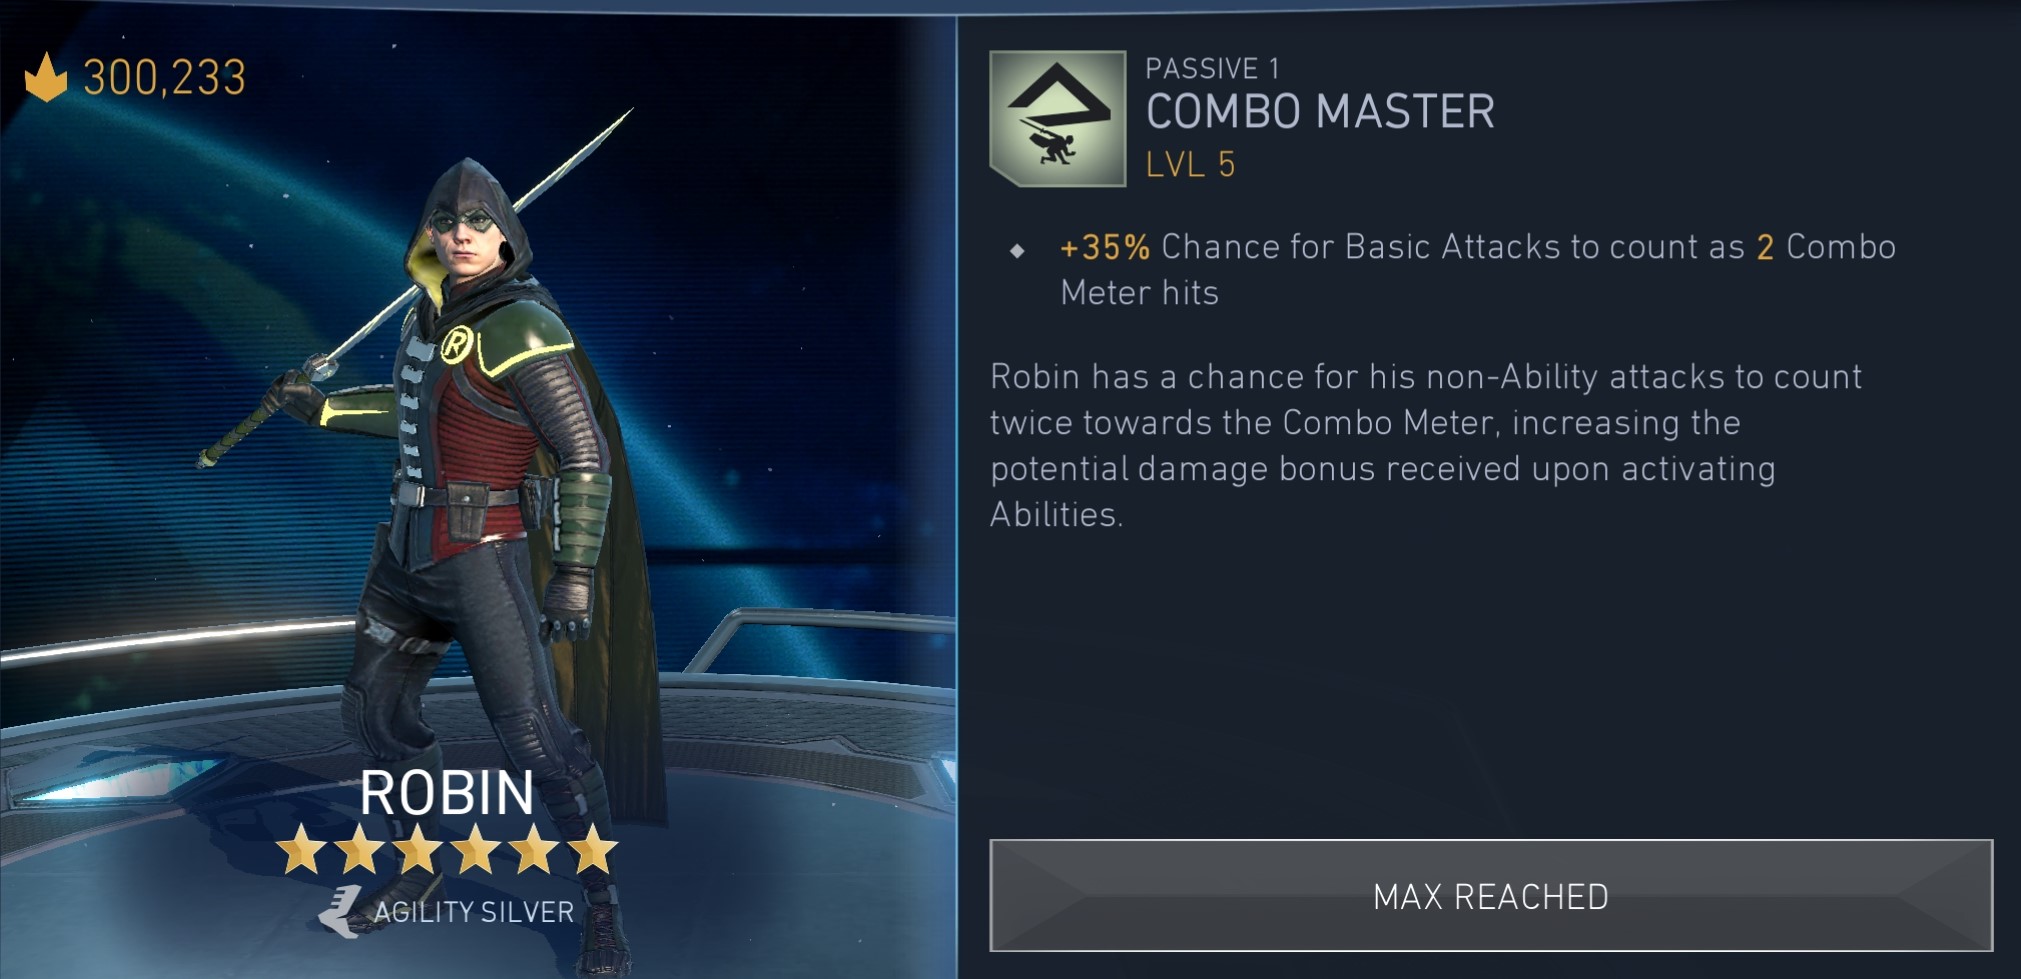 300,233
R
ROBIN
AGILITY SILVER
PASSIVE 1
COMBO MASTER
LVL 5
+35% Chance for Basic Attacks to count as 2 Combo
Meter hits
Robin has a chance for his non-Ability attacks to count
twice towards the Combo Meter, increasing the
potential damage bonus received upon activating
Abilities.
MAX REACHED